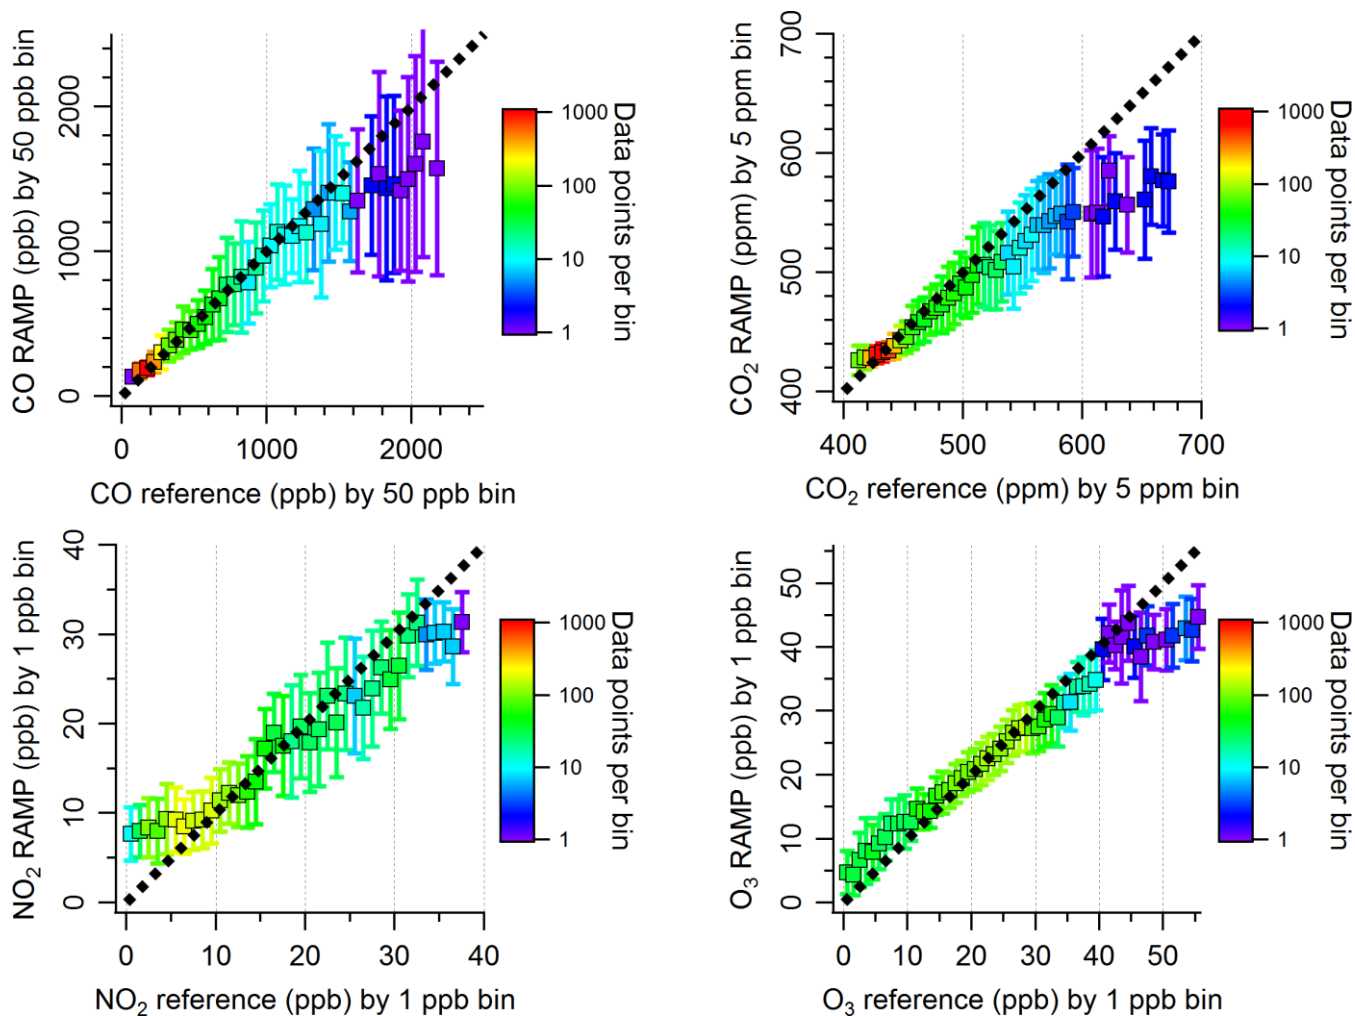 CO RAMP (ppb) by 50 ppb bin
2000
1000
0
0 1000 2000
CO reference (ppb) by 50 ppb bin
1000
100
10
1
Data points per bin
CO₂ RAMP (ppm) by 5 ppm bin
700
600
500
400
400 500 600 700
CO₂ reference (ppm) by 5 ppm bin
1000
100
10
1
Data points per bin
NO₂ RAMP (ppb) by 1 ppb bin
40
30
20
10
0
0 10 20 30 40
NO₂ reference (ppb) by 1 ppb bin
1000
100
10
1
Data points per bin
O₃ RAMP (ppb) by 1 ppb bin
50
40
30
20
10
0
0 10 20 30 40 50
O₃ reference (ppb) by 1 ppb bin
1000
100
10
1
Data points per bin